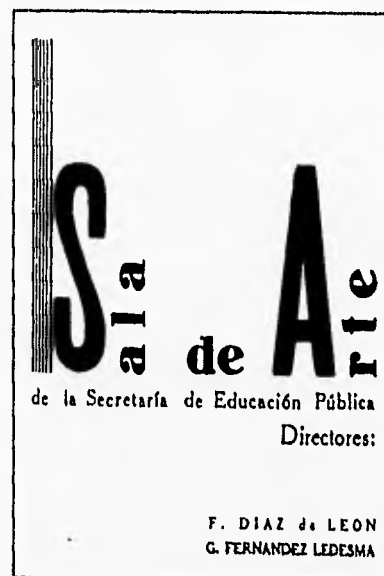 Sala de Arte
de la Secretaría de Educación Pública
Directores:
F. DIAZ de LEON
G. FERNANDEZ LEDESMA